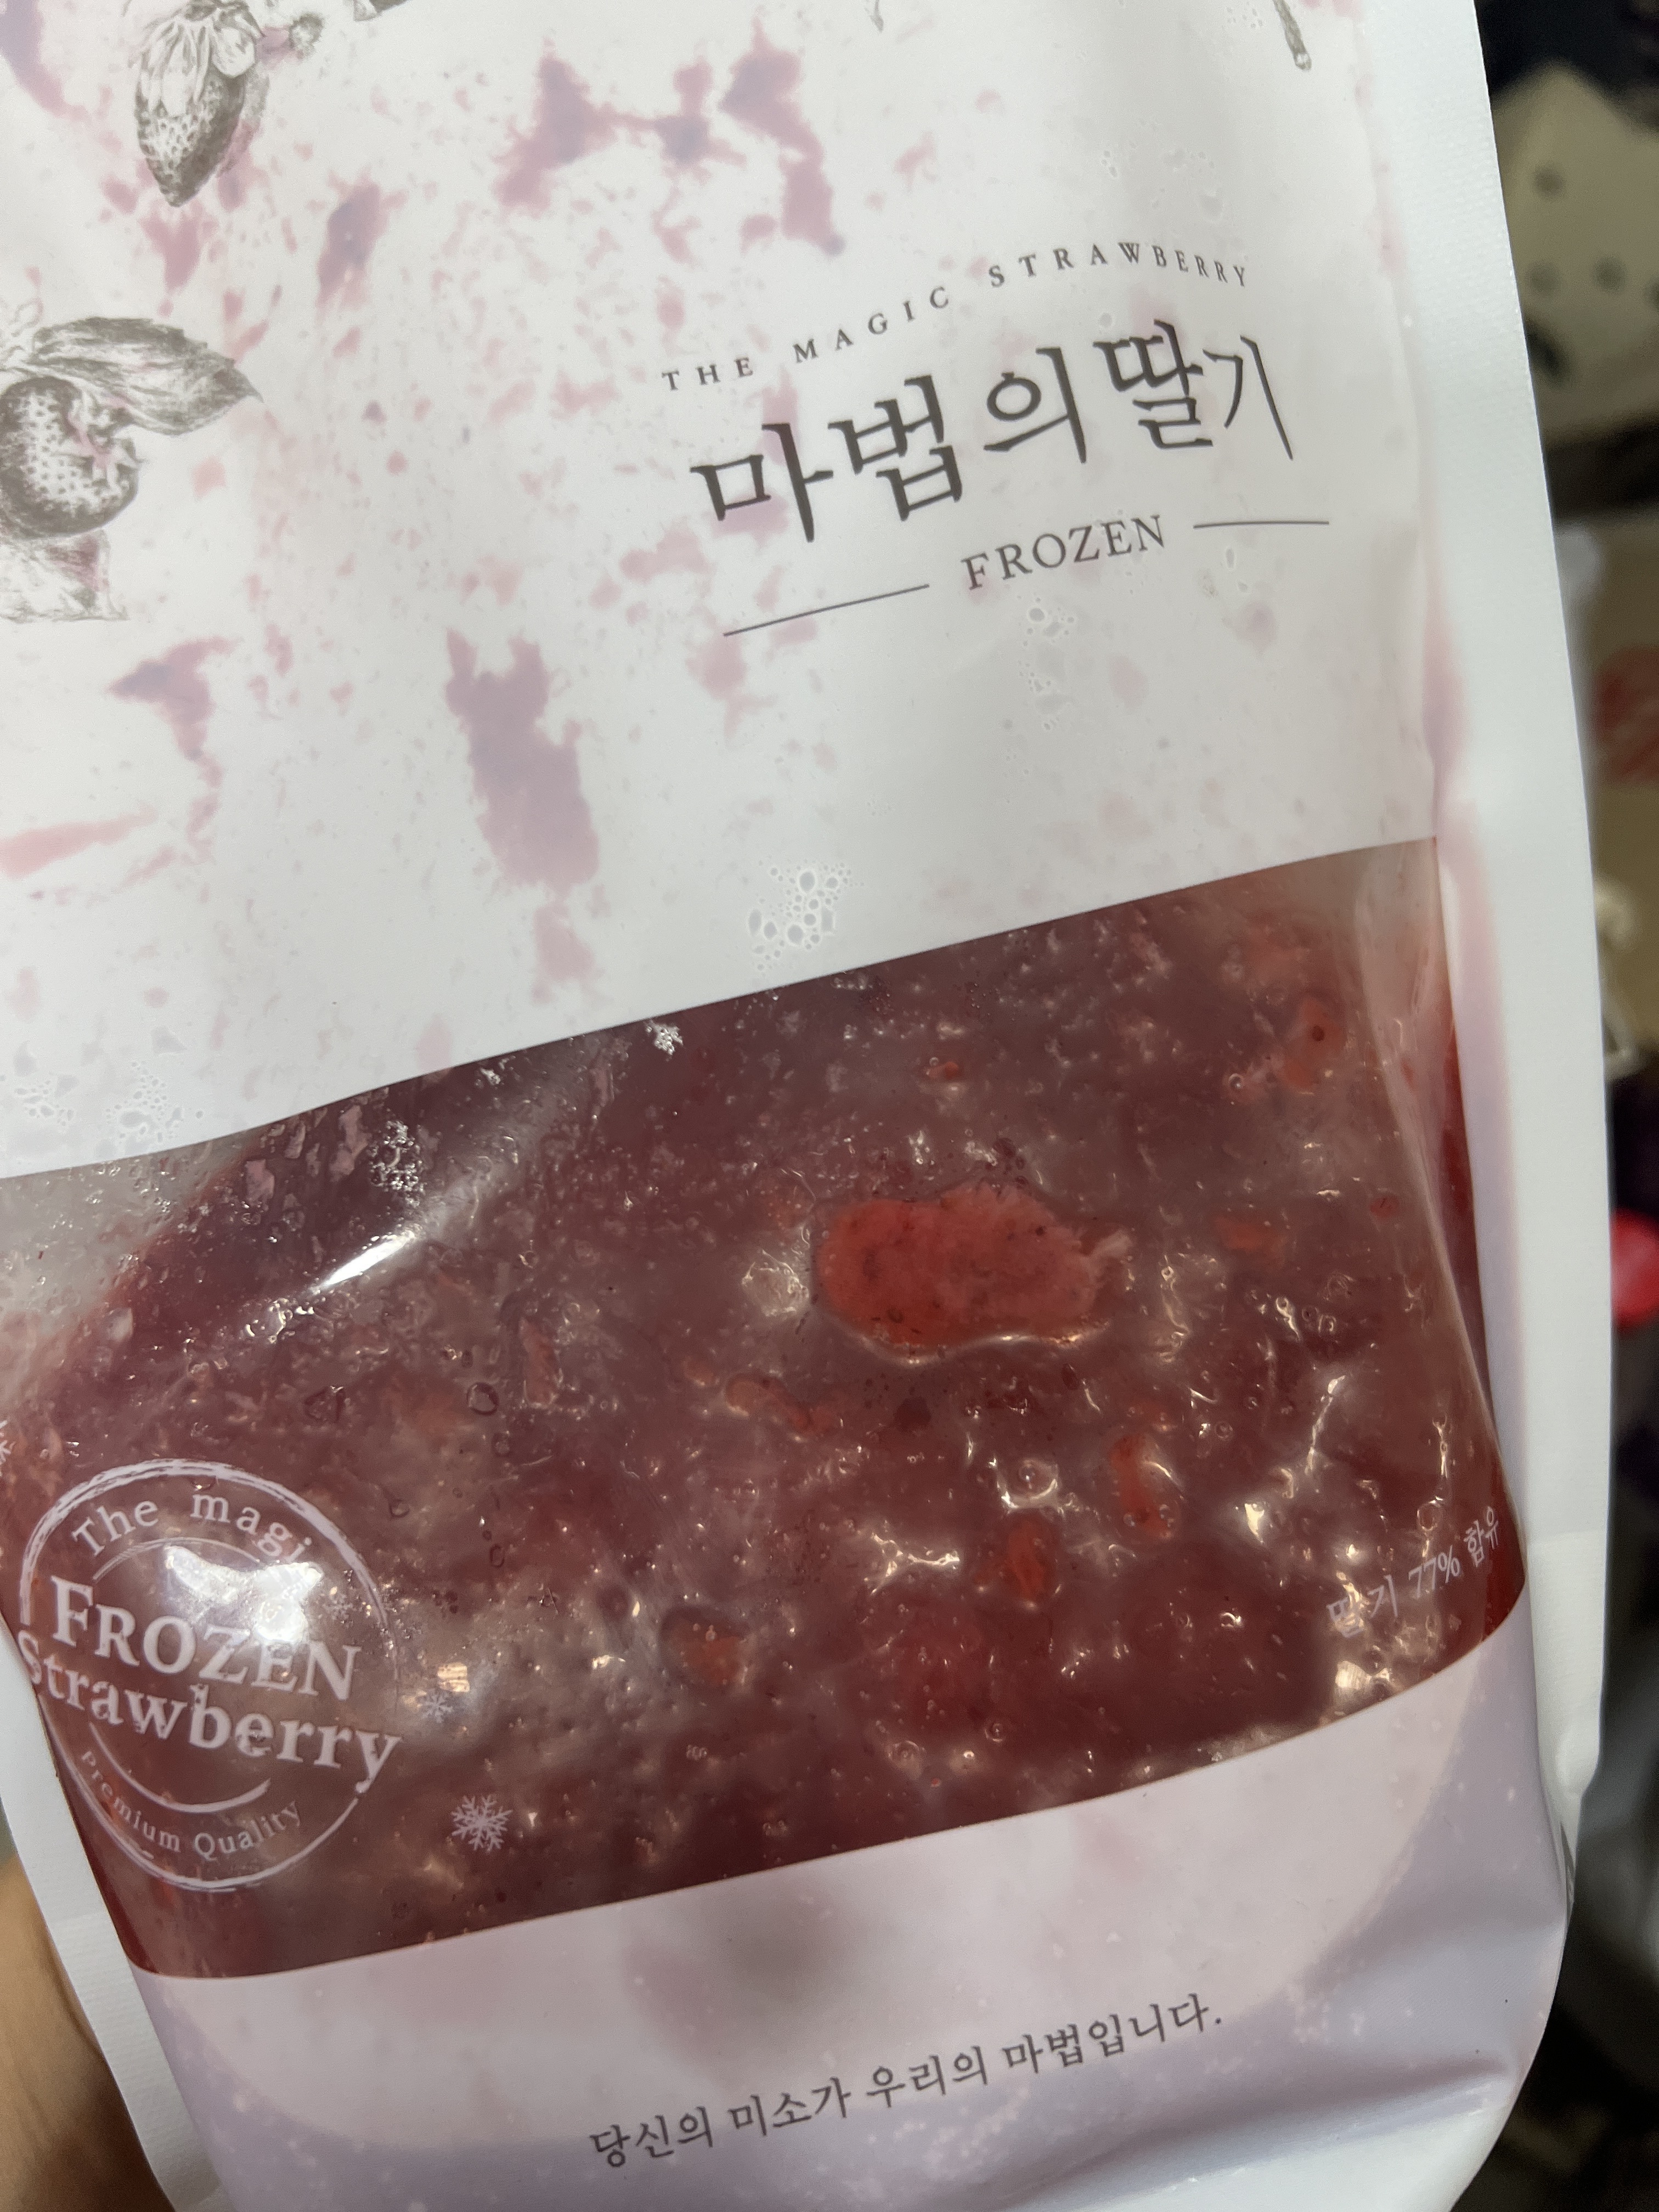 THE MAGIC STRAWBERRY
마법의딸기
FROZEN
The magi
FROZEN
Strawberry
Premium Quality
딸기 77% 함유
당신의 미소가 우리의 마법입니다.